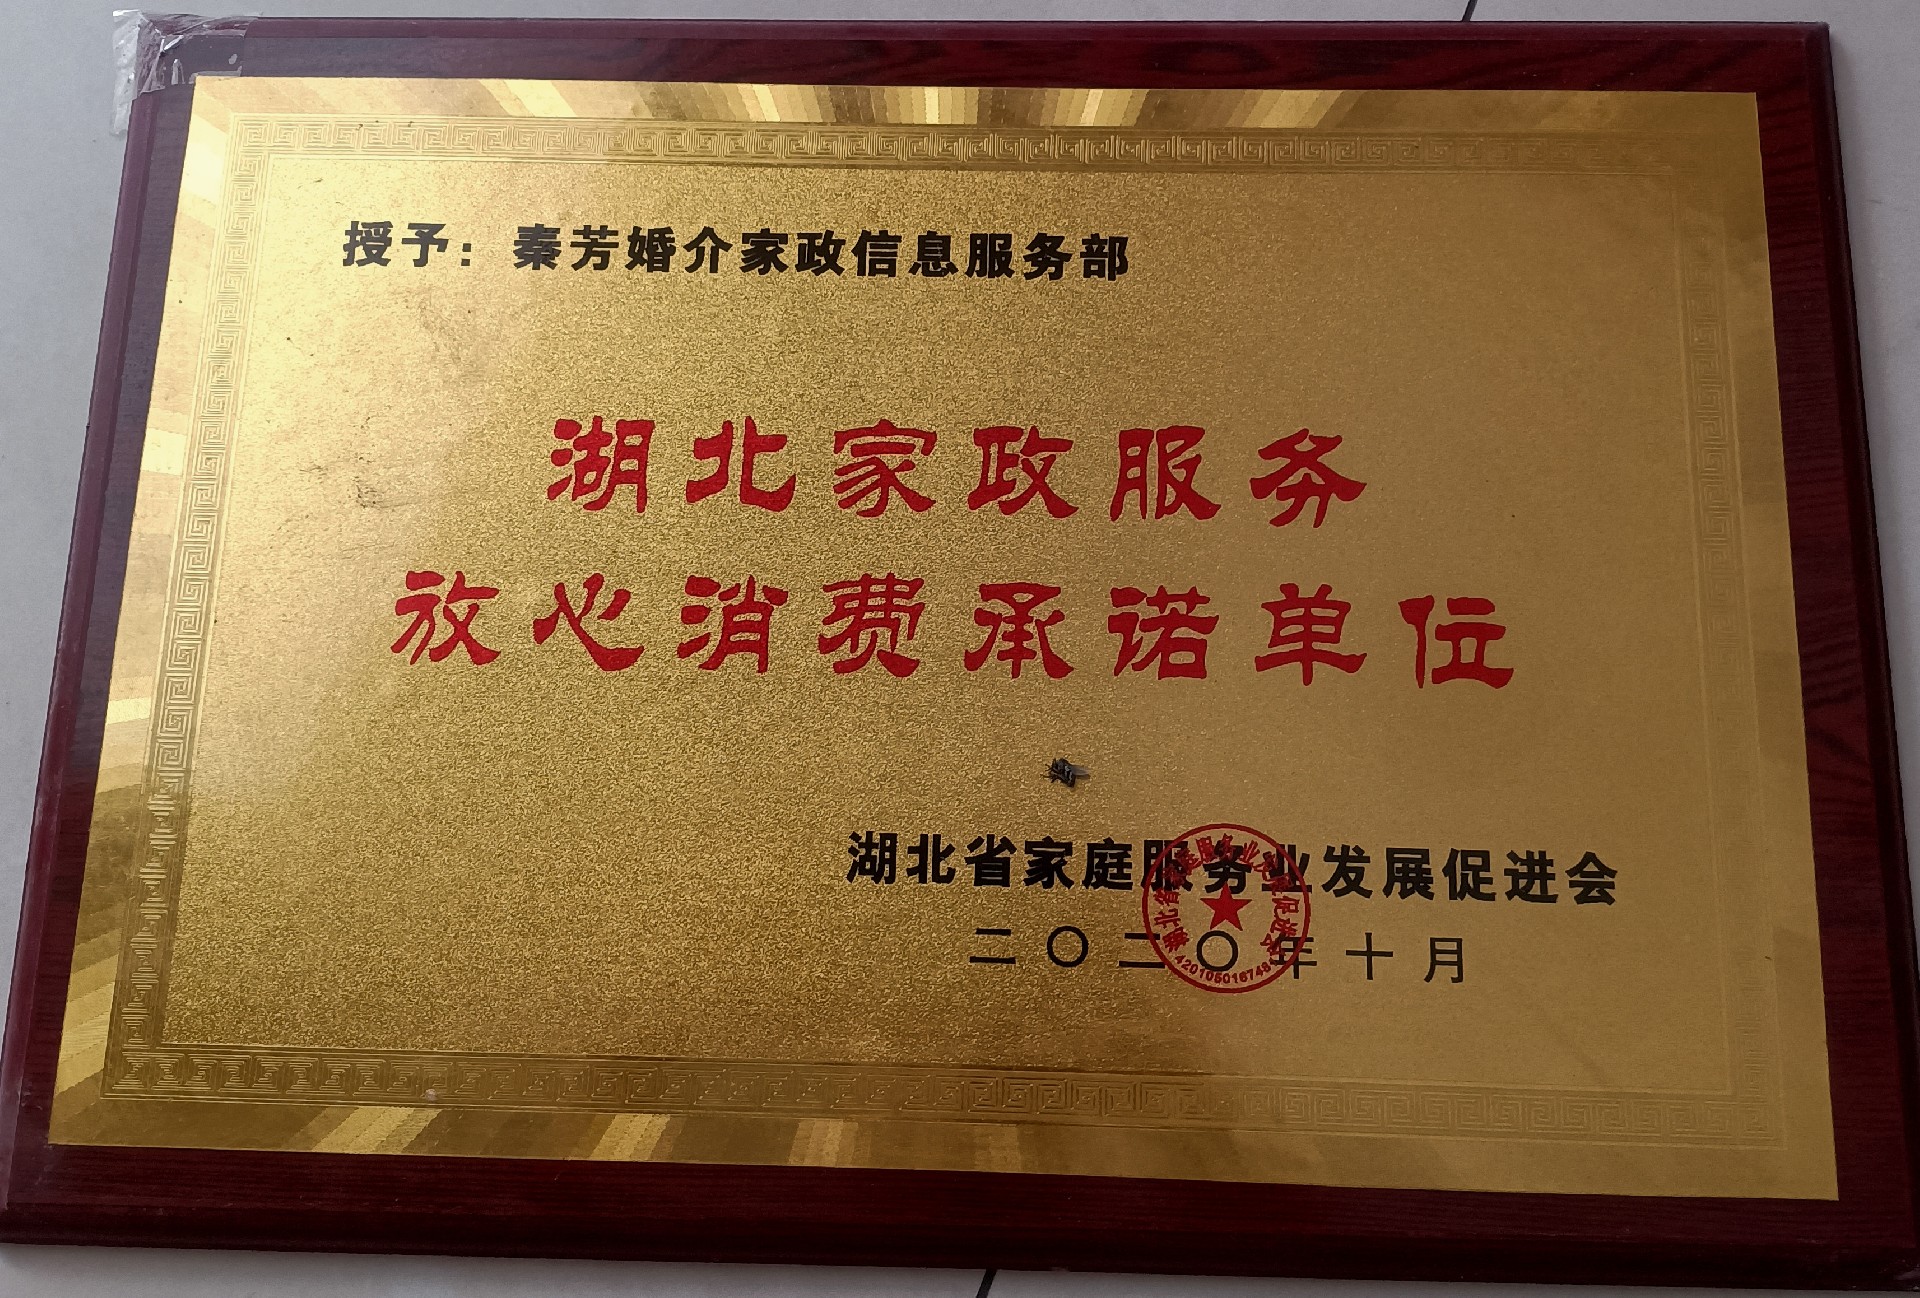 授予：秦芳婚介家政信息服务部
湖北家政服务
放心消费承诺单位
湖北省家庭服务业发展促进会
二〇二〇年十月